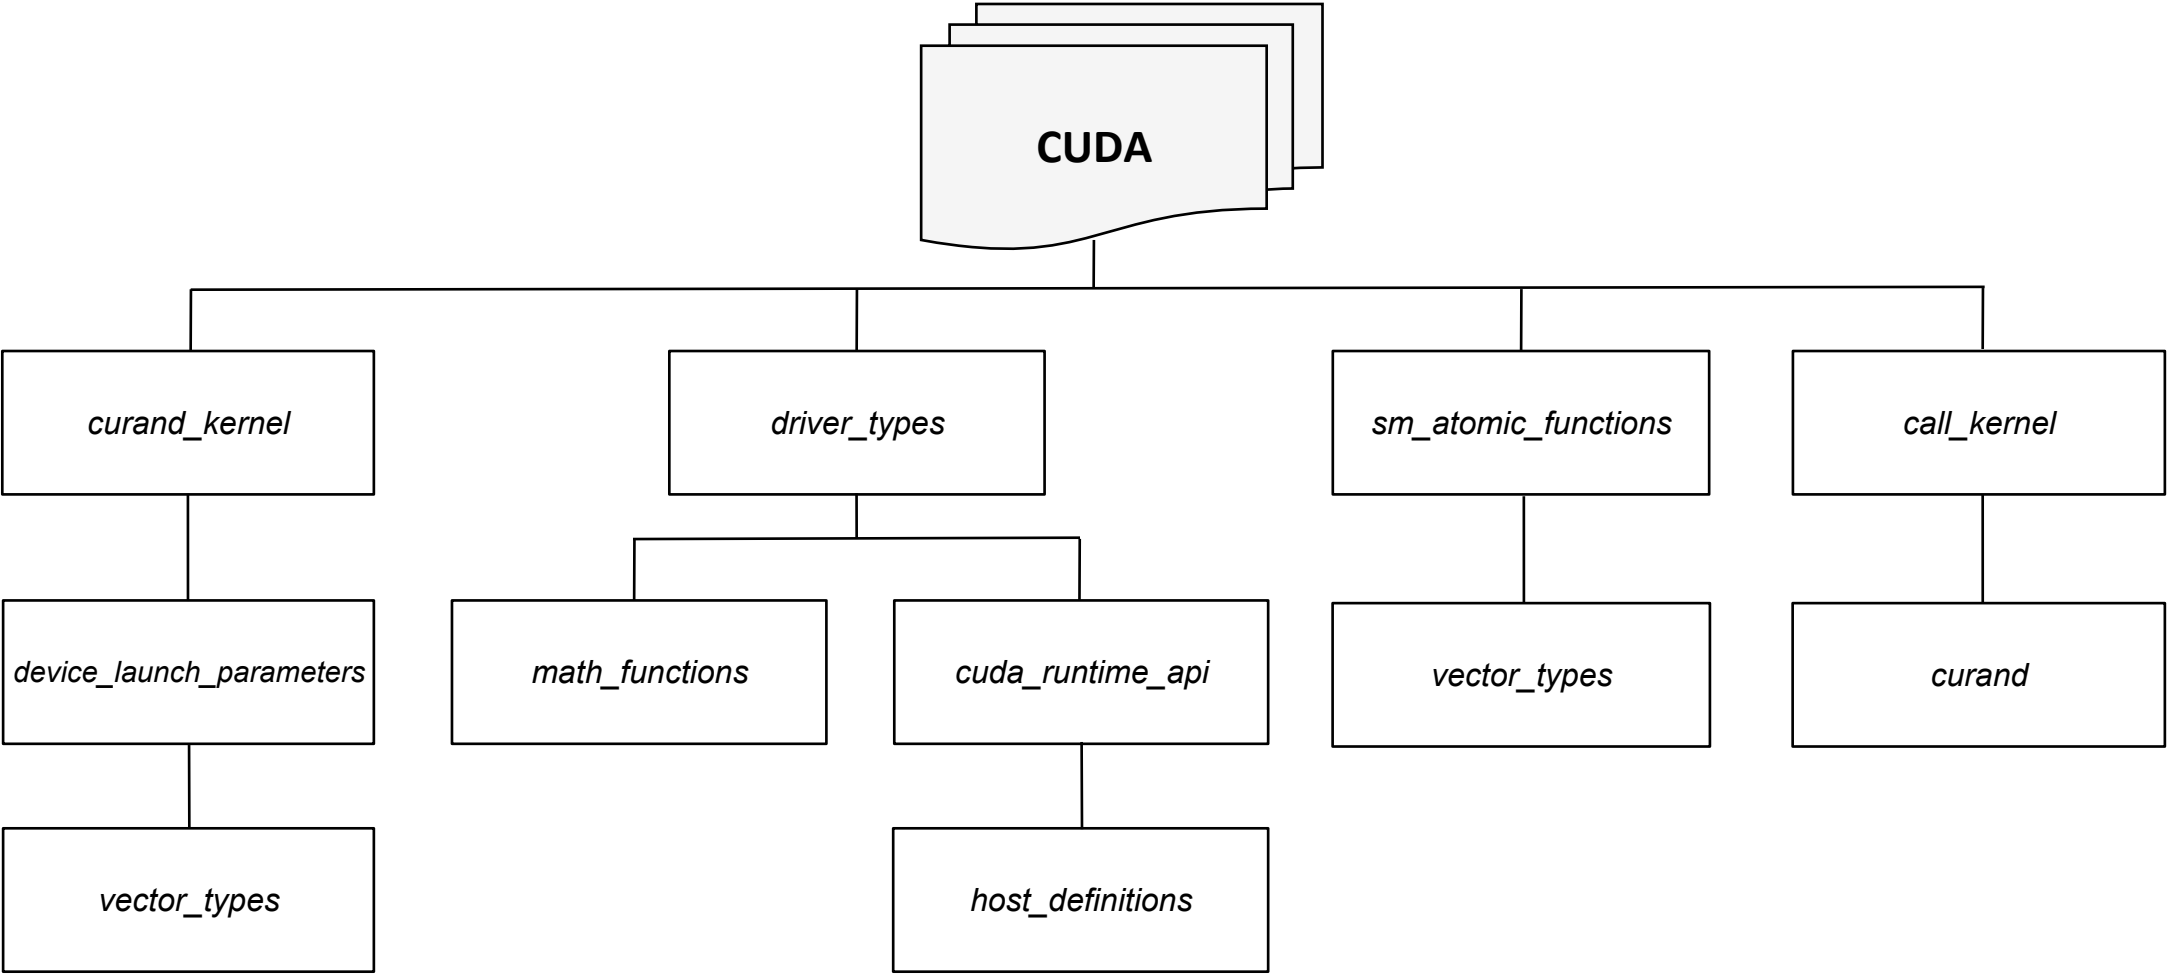 CUDA
curand_kernel
driver_types
sm_atomic_functions
call_kernel
device_launch_parameters
math_functions
cuda_runtime_api
vector_types
curand
vector_types
host_definitions